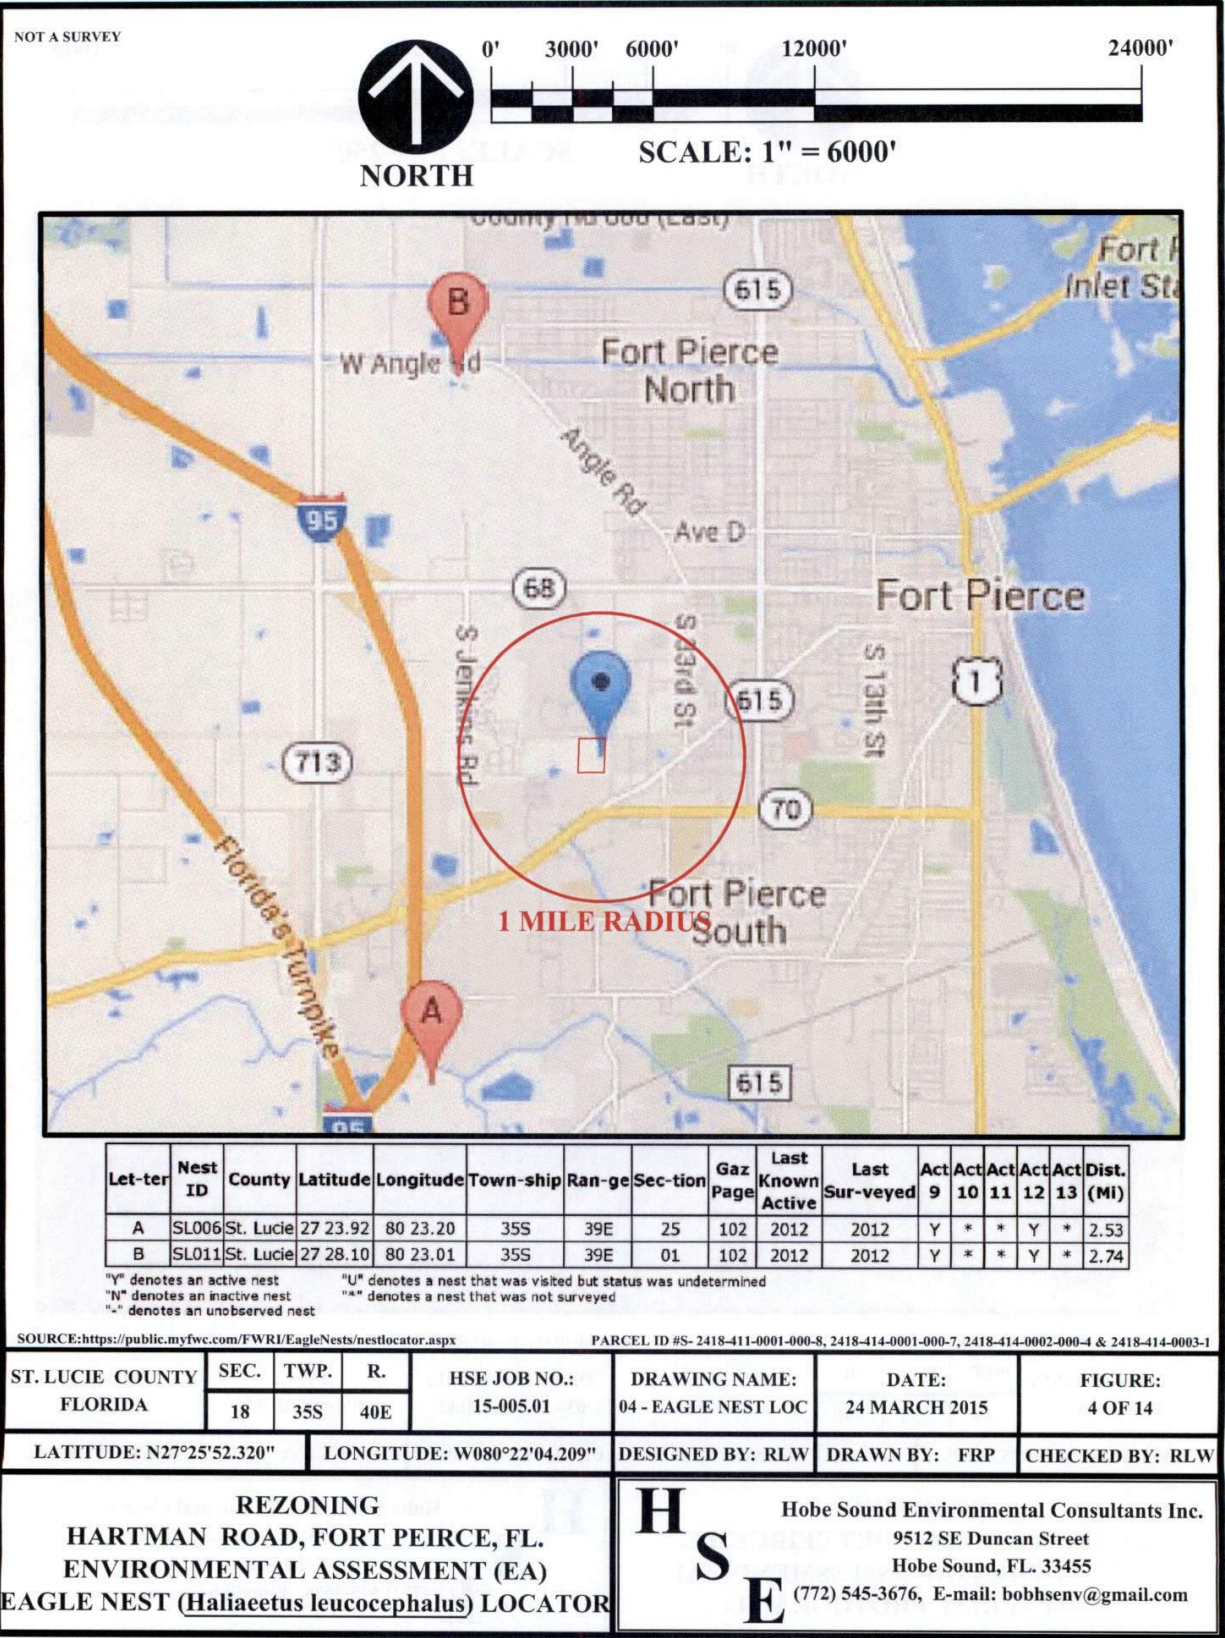 NOT A SURVEY
0' 3000' 6000' 12000' 24000'
SCALE: 1" = 6000'
NORTH
County Rd 608 (East)
Fort
Inlet Sta
615
B
W Angle Rd
Fort Pierce
North
Angle Rd
95
Ave D
68
Fort Pierce
S Jenkins Rd
S 33rd St
S 13th St
1
615
713
70
Florida's Turnpike
Fort Pierce
South
1 MILE RADIUS
A
615
95
Let-ter Nest ID County Latitude Longitude Town-ship Ran-ge Sec-tion Gaz Page Last Known Active Last Sur-veyed Act 9 Act 10 Act 11 Act 12 Act 13 Dist. (MI)
A SL006 St. Lucie 27 23.92 80 23.20 35S 39E 25 102 2012 2012 Y * * Y * 2.53
B SL011 St. Lucie 27 28.10 80 23.01 35S 39E 01 102 2012 2012 Y * * Y * 2.74
"Y" denotes an active nest "U" denotes a nest that was visited but status was undetermined
"N" denotes an inactive nest "*" denotes a nest that was not surveyed
"-" denotes an unobserved nest
SOURCE:https://public.myfwc.com/FWRI/EagleNests/nestlocator.aspx PARCEL ID #S- 2418-411-0001-000-8, 2418-414-0001-000-7, 2418-414-0002-000-4 & 2418-414-0003-1
ST. LUCIE COUNTY
FLORIDA
SEC. TWP. R.
18 35S 40E
HSE JOB NO.:
15-005.01
DRAWING NAME:
04 - EAGLE NEST LOC
DATE:
24 MARCH 2015
FIGURE:
4 OF 14
LATITUDE: N27°25'52.320" LONGITUDE: W080°22'04.209" DESIGNED BY: RLW DRAWN BY: FRP CHECKED BY: RLW
REZONING
HARTMAN ROAD, FORT PEIRCE, FL.
ENVIRONMENTAL ASSESSMENT (EA)
EAGLE NEST (Haliaeetus leucocephalus) LOCATOR
H
S
E
Hobe Sound Environmental Consultants Inc.
9512 SE Duncan Street
Hobe Sound, FL. 33455
(772) 545-3676, E-mail: bobhsenv@gmail.com